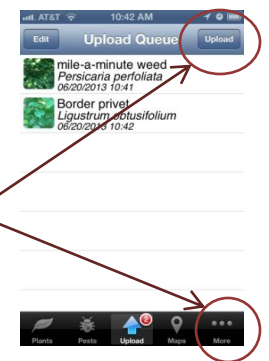 AT&T 10:42 AM
Edit Upload Queue Upload
mile-a-minute weed
Persicaria perfoliata
06/20/2013 10:41
Border privet
Ligustrum obtusifolium
06/20/2013 10:42
2
Plants Pests Upload Maps More